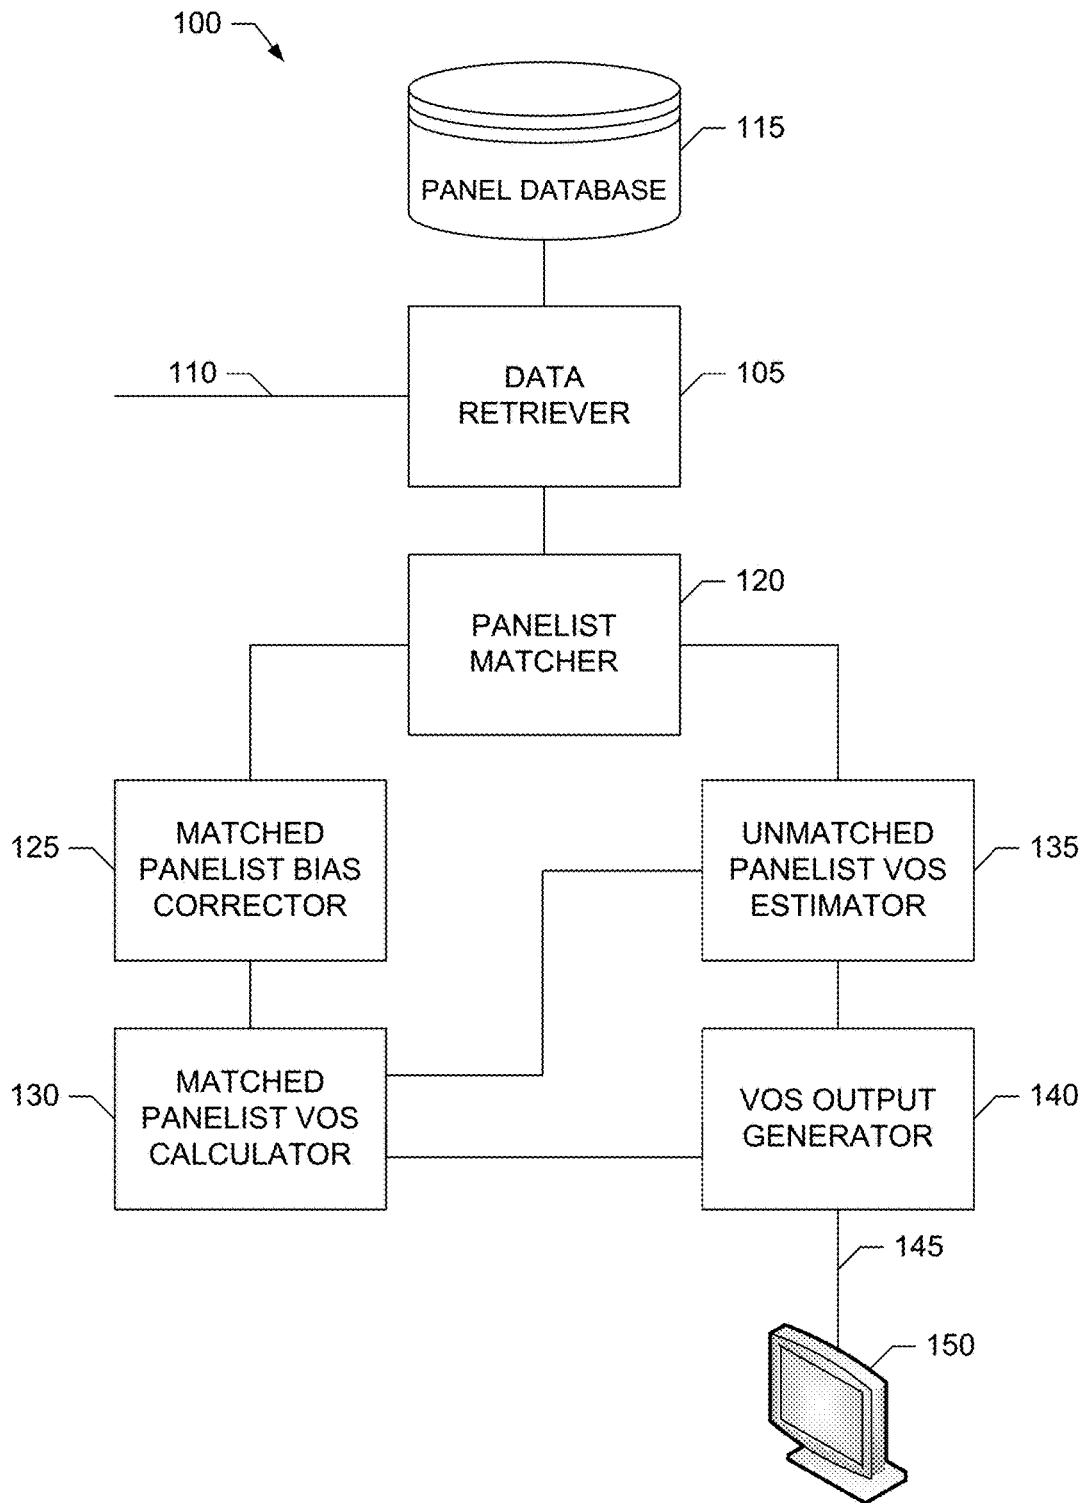 100
115
PANEL DATABASE
110
DATA
RETRIEVER
105
120
PANELIST
MATCHER
125
MATCHED
PANELIST BIAS
CORRECTOR
UNMATCHED
PANELIST VOS
ESTIMATOR
135
130
MATCHED
PANELIST VOS
CALCULATOR
VOS OUTPUT
GENERATOR
140
145
150